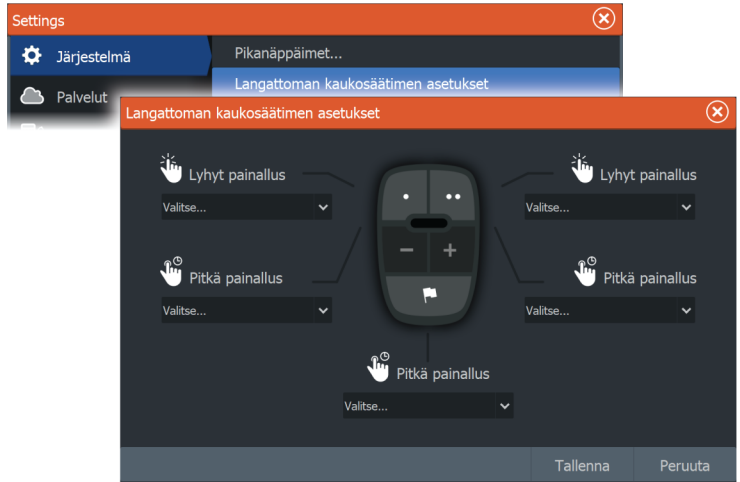 Settings
Järjestelmä
Pikanäppäimet...
Langattoman kaukosäätimen asetukset
Palvelut
Langattoman kaukosäätimen asetukset
Lyhyt painallus
Lyhyt painallus
Valitse...
Valitse...
Pitkä painallus
Pitkä painallus
Valitse...
Valitse...
Pitkä painallus
Valitse...
Tallenna
Peruuta